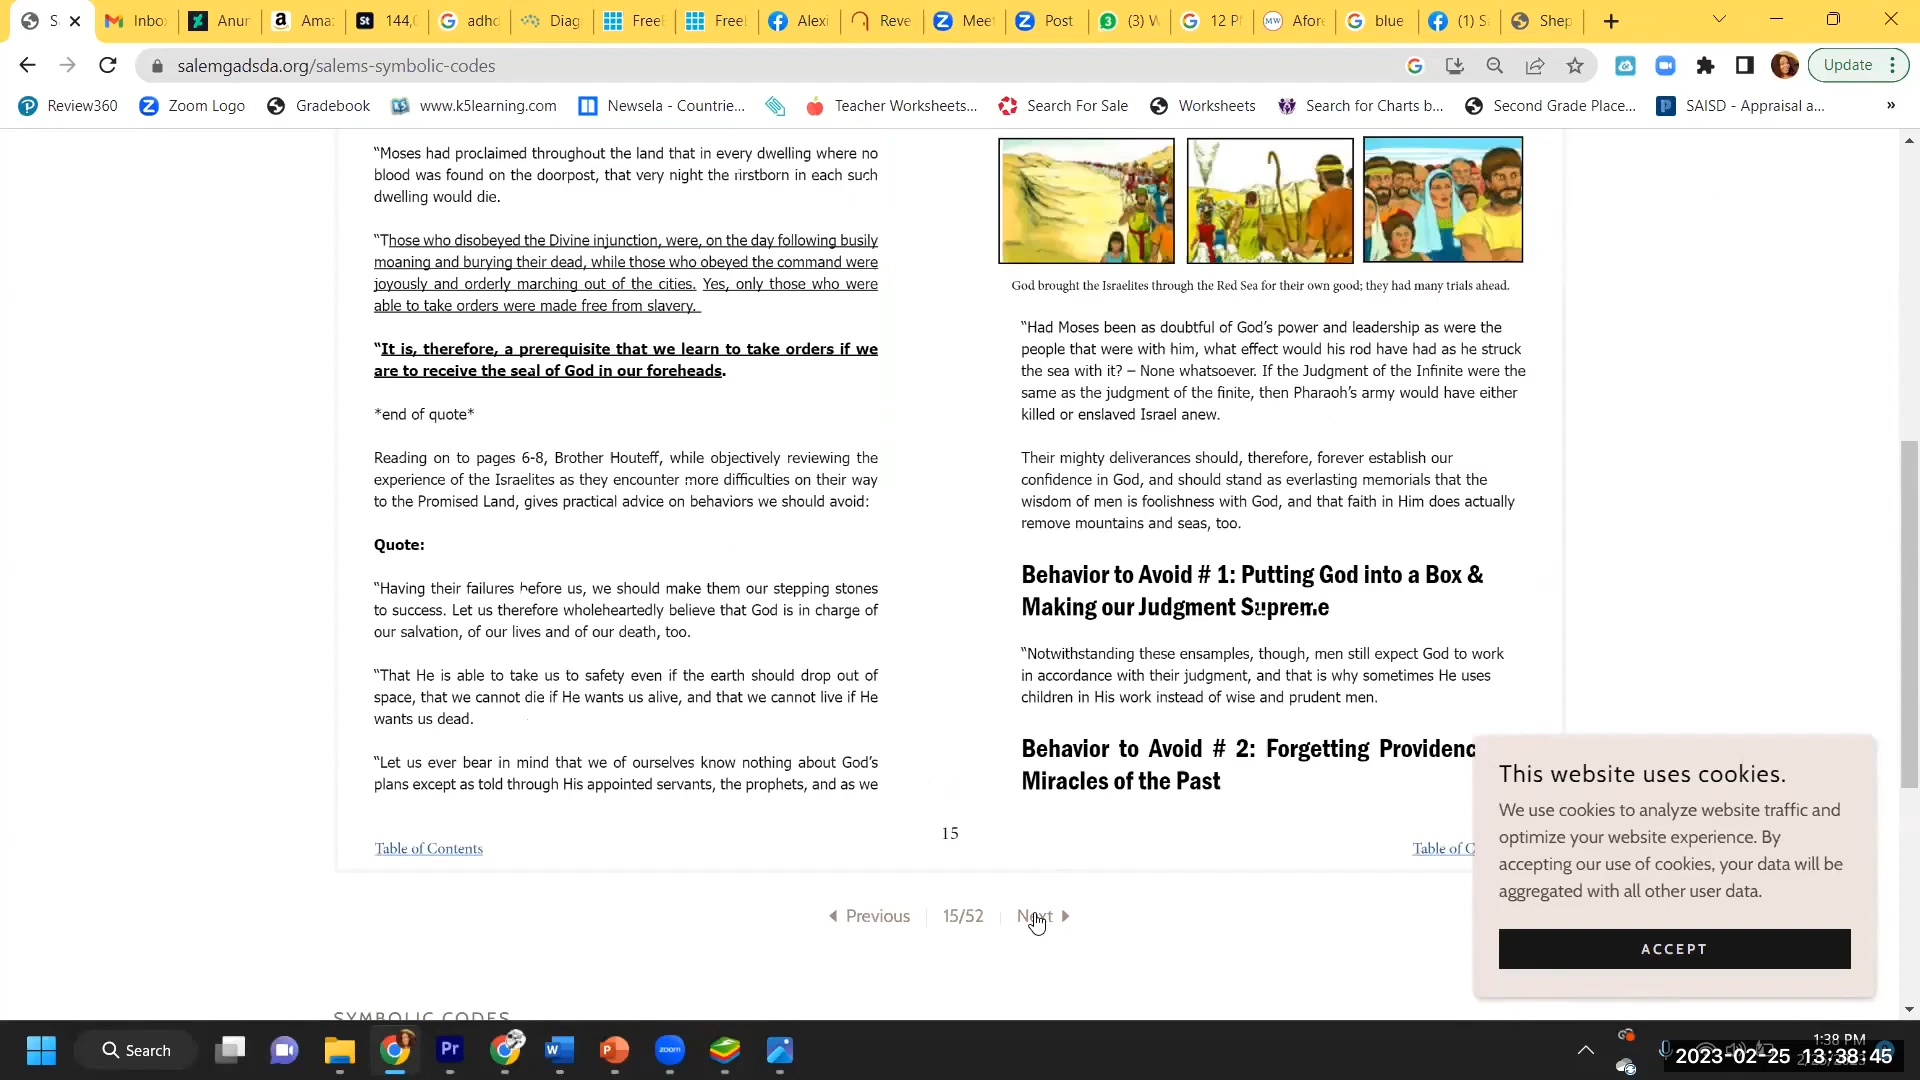 S
Inbo
Anun
Ama
144,
adhd
Diag
FreeI
FreeI
Alexi
Reve
Mee
Post
(3) W
12 P
Afor
blue
(1) S
Shep
salemgadsda.org/salems-symbolic-codes
Update
Review360
Zoom Logo
Gradebook
www.k5learning.com
Newsela - Countrie...
Teacher Worksheets...
Search For Sale
Worksheets
Search for Charts b...
Second Grade Place...
SAISD - Appraisal a...
»
“Moses had proclaimed throughout the land that in every dwelling where no
blood was found on the doorpost, that very night the firstborn in each such
dwelling would die.
“Those who disobeyed the Divine injunction, were, on the day following busily
moaning and burying their dead, while those who obeyed the command were
joyously and orderly marching out of the cities. Yes, only those who were
able to take orders were made free from slavery.
“It is, therefore, a prerequisite that we learn to take orders if we
are to receive the seal of God in our foreheads.
*end of quote*
Reading on to pages 6-8, Brother Houteff, while objectively reviewing the
experience of the Israelites as they encounter more difficulties on their way
to the Promised Land, gives practical advice on behaviors we should avoid:
Quote:
“Having their failures before us, we should make them our stepping stones
to success. Let us therefore wholeheartedly believe that God is in charge of
our salvation, of our lives and of our death, too.
“That He is able to take us to safety even if the earth should drop out of
space, that we cannot die if He wants us alive, and that we cannot live if He
wants us dead.
“Let us ever bear in mind that we of ourselves know nothing about God’s
plans except as told through His appointed servants, the prophets, and as we
Table of Contents
15
God brought the Israelites through the Red Sea for their own good; they had many trials ahead.
“Had Moses been as doubtful of God’s power and leadership as were the
people that were with him, what effect would his rod have had as he struck
the sea with it? – None whatsoever. If the Judgment of the Infinite were the
same as the judgment of the finite, then Pharaoh’s army would have either
killed or enslaved Israel anew.
Their mighty deliverances should, therefore, forever establish our
confidence in God, and should stand as everlasting memorials that the
wisdom of men is foolishness with God, and that faith in Him does actually
remove mountains and seas, too.
Behavior to Avoid # 1: Putting God into a Box &
Making our Judgment Supreme
“Notwithstanding these ensamples, though, men still expect God to work
in accordance with their judgment, and that is why sometimes He uses
children in His work instead of wise and prudent men.
Behavior to Avoid # 2: Forgetting Providenc
Miracles of the Past
Table of C
Previous
15/52
Next
This website uses cookies.
We use cookies to analyze website traffic and
optimize your website experience. By
accepting our use of cookies, your data will be
aggregated with all other user data.
ACCEPT
SYMBOLIC CODES
Search
1:38 PM
2023-02-25 13:38:45